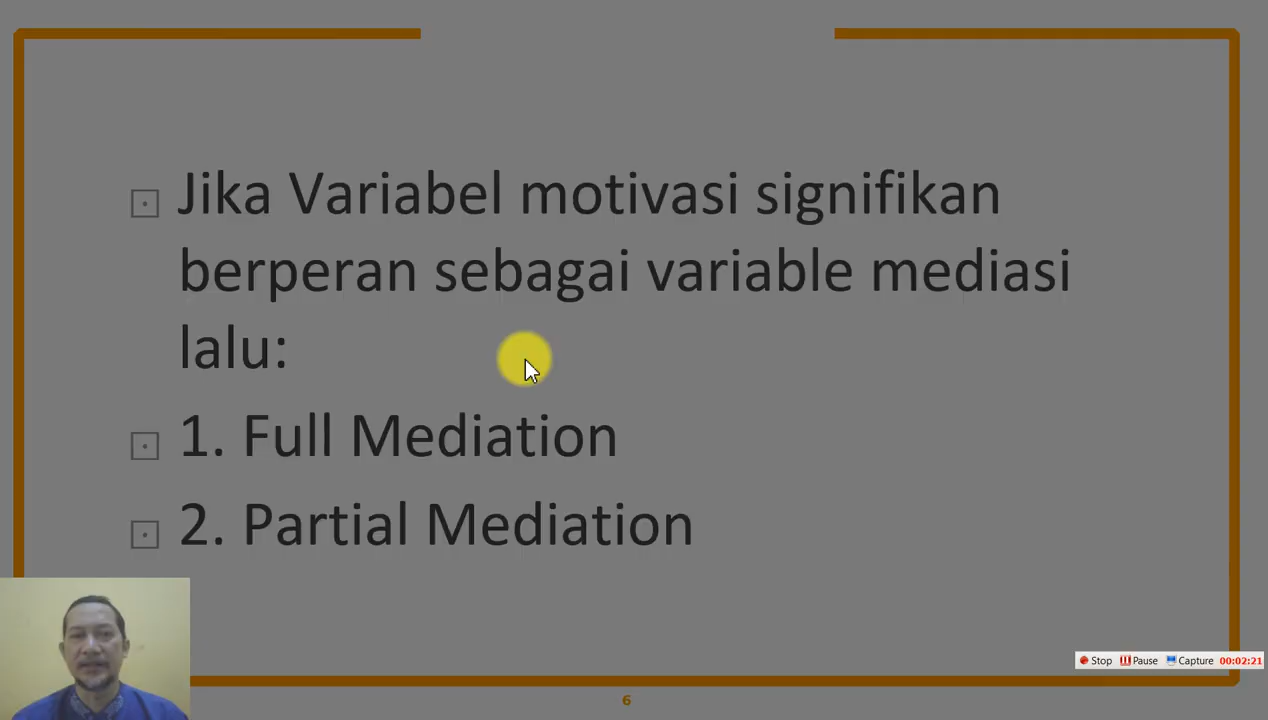 Jika Variabel motivasi signifikan
berperan sebagai variable mediasi
lalu:
1. Full Mediation
2. Partial Mediation
Stop Pause Capture 00:02:21
6